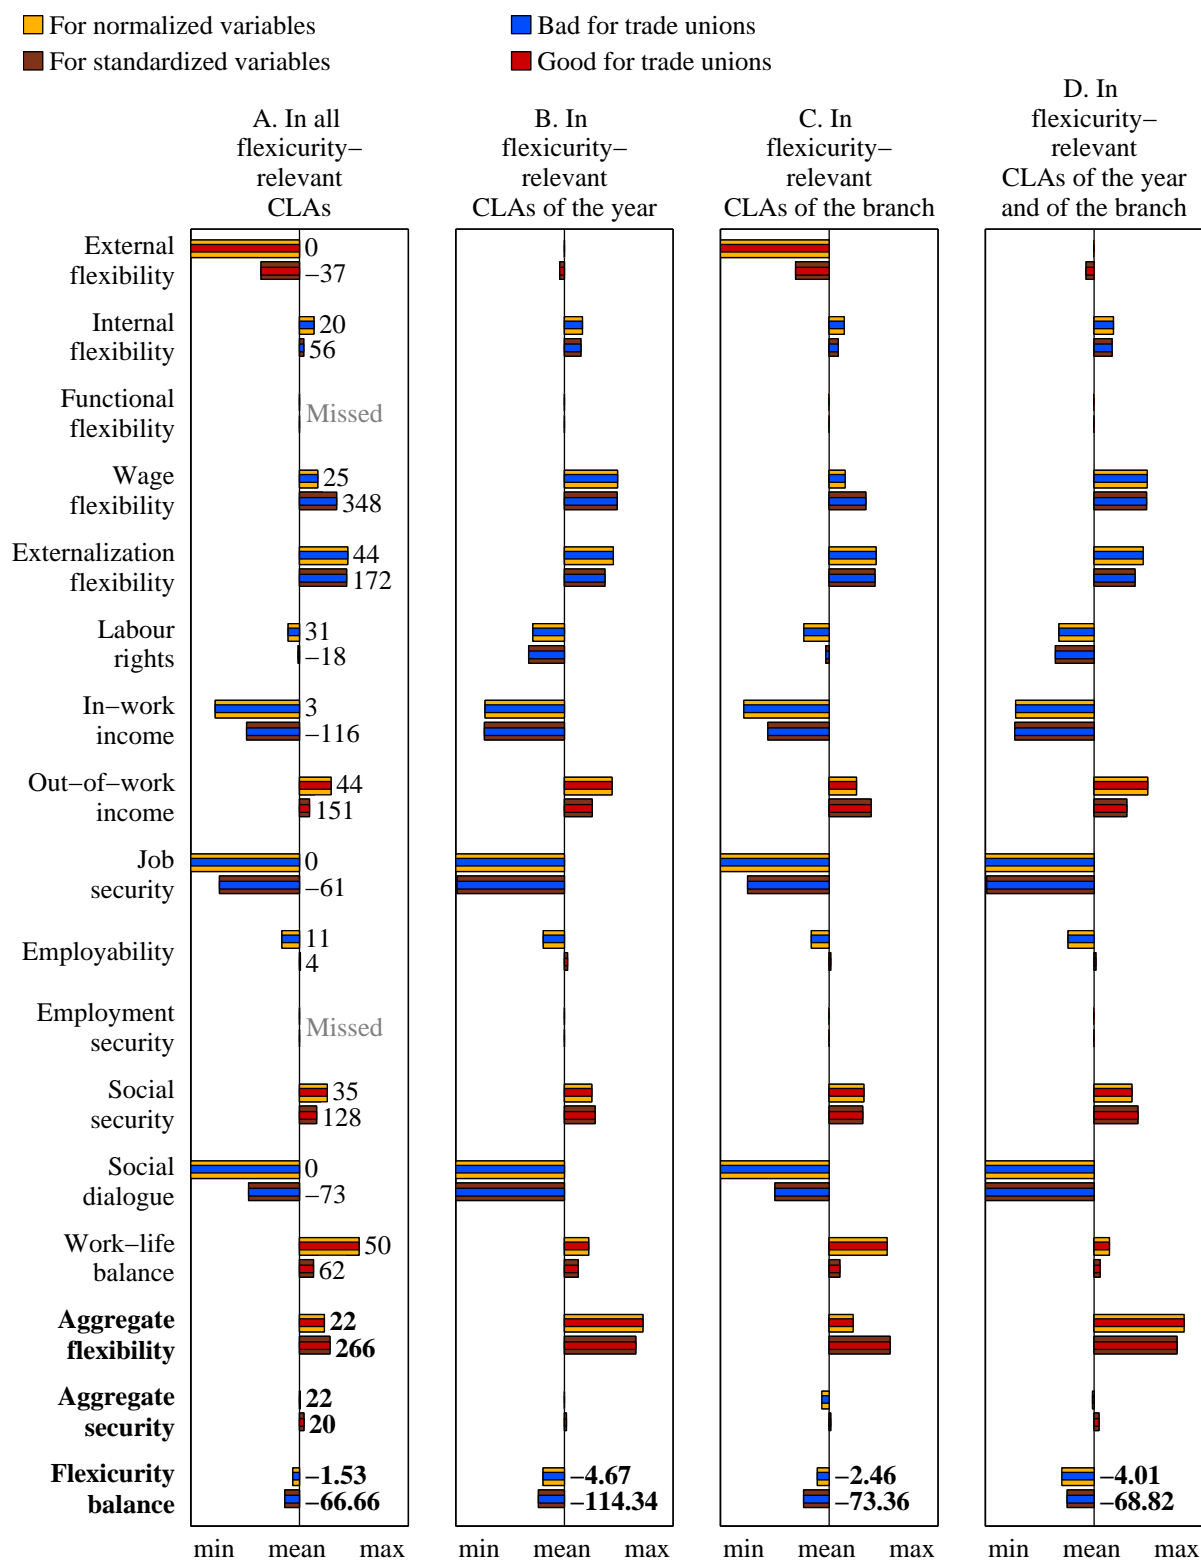 For normalized variables
For standardized variables
Bad for trade unions
Good for trade unions
A. In all
flexicurity−
relevant
CLAs
B. In
flexicurity−
relevant
CLAs of the year
C. In
flexicurity−
relevant
CLAs of the branch
D. In
flexicurity−
relevant
CLAs of the year
and of the branch
External
flexibility
0
−37
Internal
flexibility
20
56
Functional
flexibility
Missed
Wage
flexibility
25
348
Externalization
flexibility
44
172
Labour
rights
31
−18
In−work
income
3
−116
Out−of−work
income
44
151
Job
security
0
−61
Employability
11
4
Employment
security
Missed
Social
security
35
128
Social
dialogue
0
−73
Work−life
balance
50
62
Aggregate
flexibility
22
266
Aggregate
security
22
20
Flexicurity
balance
−1.53
−66.66
−4.67
−114.34
−2.46
−73.36
−4.01
−68.82
min mean max
min mean max
min mean max
min mean max